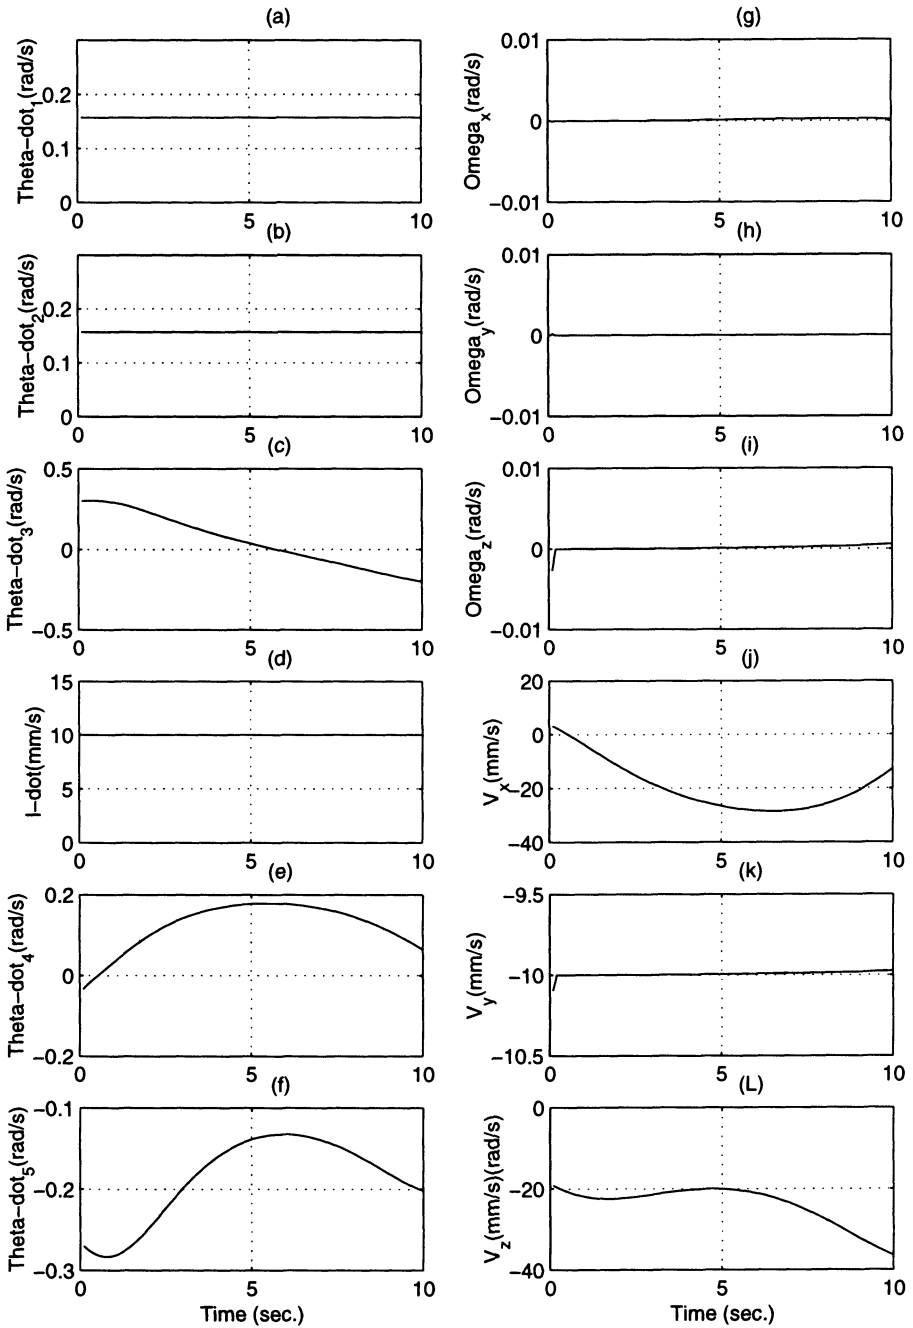 (a)
Theta-dot1(rad/s)
0.2
0.1
0
0 5 10
(b)
Theta-dot2(rad/s)
0.2
0.1
0
0 5 10
(c)
Theta-dot3(rad/s)
0.5
0
-0.5
0 5 10
(d)
l-dot(mm/s)
15
10
5
0
0 5 10
(e)
Theta-dot4(rad/s)
0.2
0
-0.2
0 5 10
(f)
Theta-dot5(rad/s)
-0.1
-0.2
-0.3
0 5 10
Time (sec.)
(g)
Omegax(rad/s)
0.01
0
-0.01
0 5 10
(h)
Omegay(rad/s)
0.01
0
-0.01
0 5 10
(i)
Omegaz(rad/s)
0.01
0
-0.01
0 5 10
(j)
Vx(mm/s)
20
0
-20
-40
0 5 10
(k)
Vy(mm/s)
-9.5
-10
-10.5
0 5 10
(L)
Vz(mm/s)(rad/s)
0
-20
-40
0 5 10
Time (sec.)